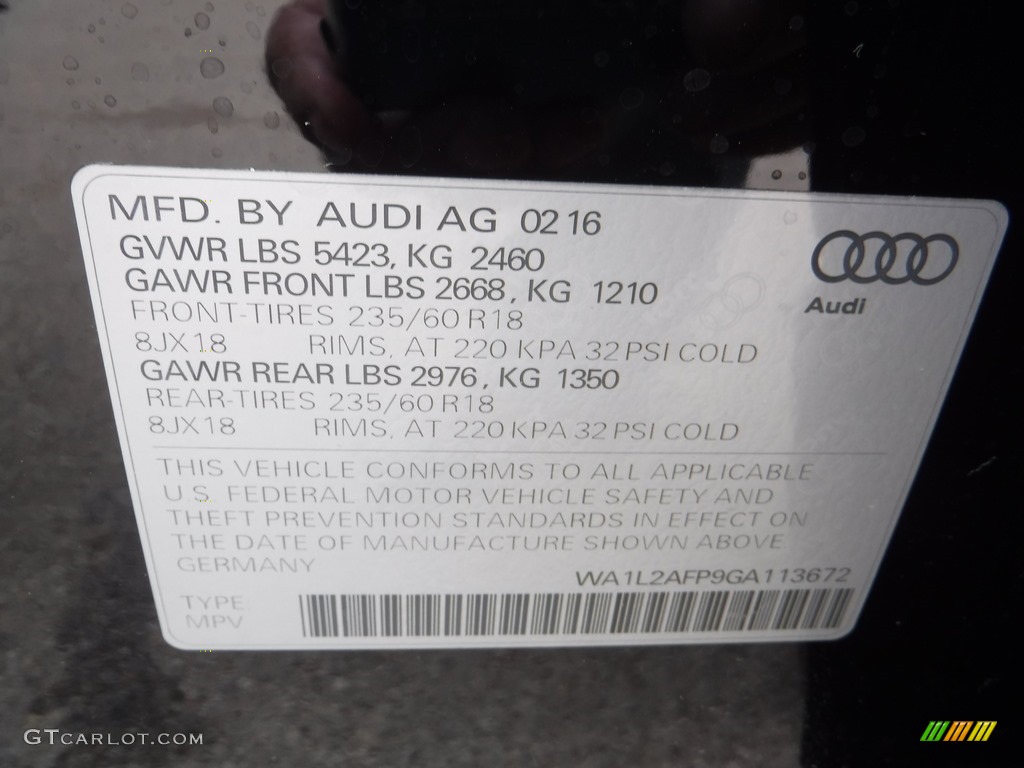 MFD. BY AUDI AG 02 16
GVWR LBS 5423, KG 2460
GAWR FRONT LBS 2668, KG 1210
FRONT-TIRES 235/60 R18
8JX18 RIMS, AT 220 KPA 32 PSI COLD
GAWR REAR LBS 2976, KG 1350
REAR-TIRES 235/60 R18
8JX18 RIMS, AT 220 KPA 32 PSI COLD
Audi
THIS VEHICLE CONFORMS TO ALL APPLICABLE
U.S. FEDERAL MOTOR VEHICLE SAFETY AND
THEFT PREVENTION STANDARDS IN EFFECT ON
THE DATE OF MANUFACTURE SHOWN ABOVE
GERMANY
WA1L2AFP9GA113672
TYPE:
MPV
GTCARLOT.COM